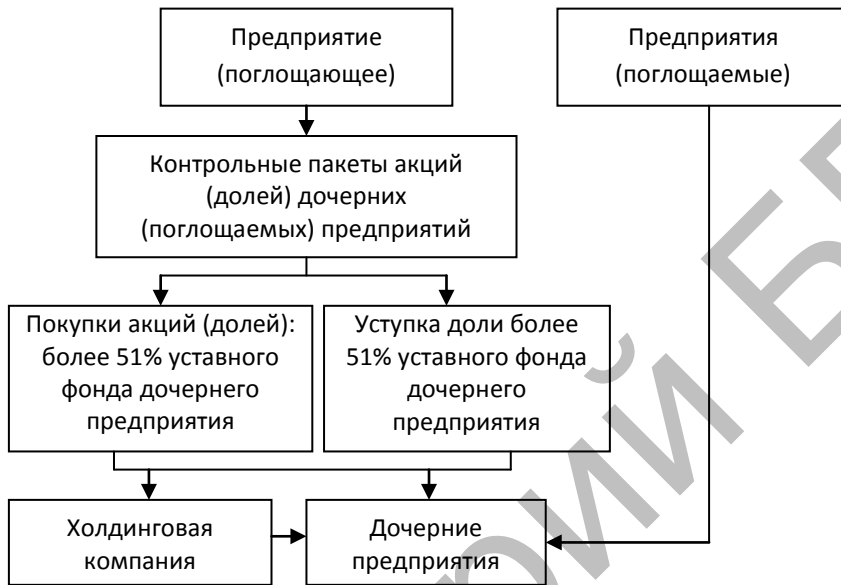 Предприятие
(поглощающее)
Предприятия
(поглощаемые)
Контрольные пакеты акций
(долей) дочерних
(поглощаемых) предприятий
Покупки акций (долей):
более 51% уставного
фонда дочернего
предприятия
Уступка доли более
51% уставного фонда
дочернего
предприятия
Холдинговая
компания
Дочерние
предприятия